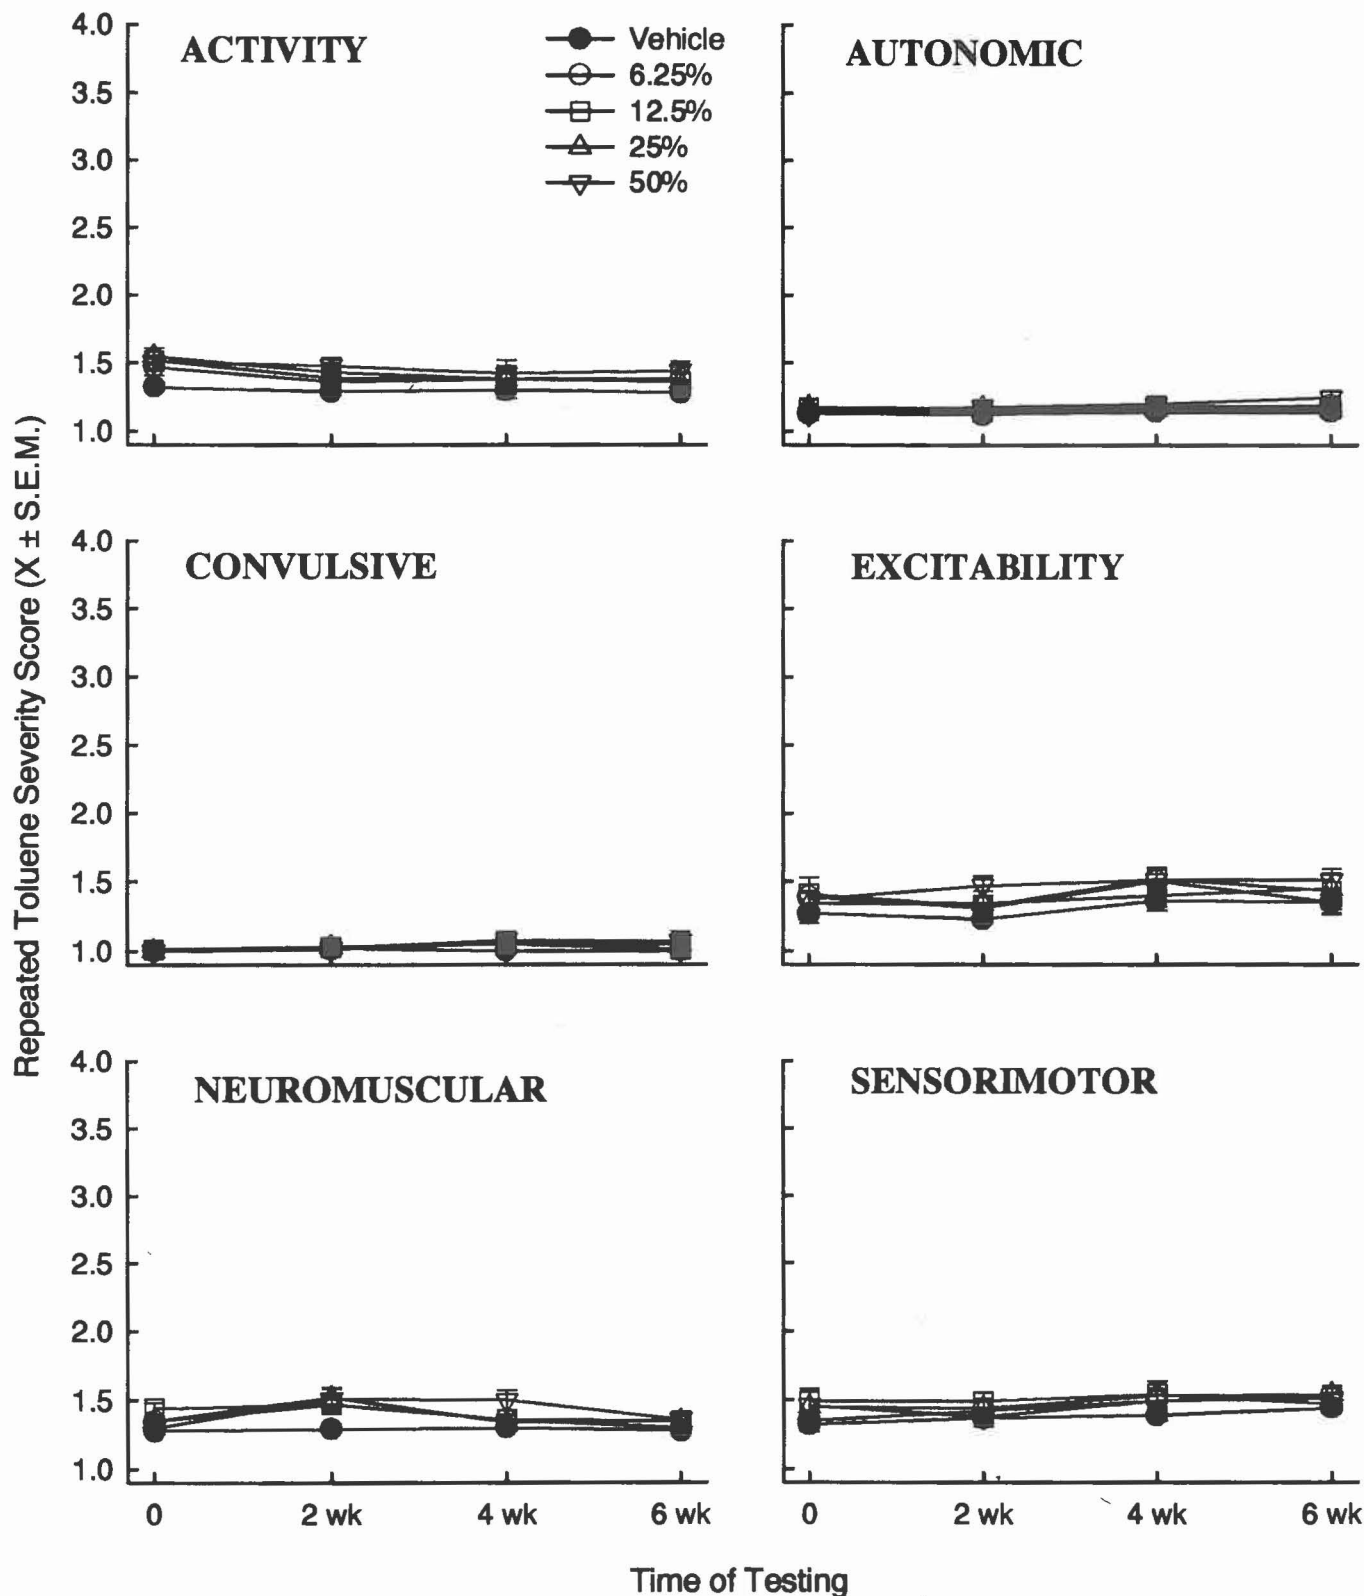 Repeated Toluene Severity Score (X ± S.E.M.)
ACTIVITY
4.0
3.5
3.0
2.5
2.0
1.5
1.0
Vehicle
6.25%
12.5%
25%
50%
AUTONOMIC
CONVULSIVE
4.0
3.5
3.0
2.5
2.0
1.5
1.0
EXCITABILITY
NEUROMUSCULAR
4.0
3.5
3.0
2.5
2.0
1.5
1.0
0 2 wk 4 wk 6 wk
SENSORIMOTOR
0 2 wk 4 wk 6 wk
Time of Testing